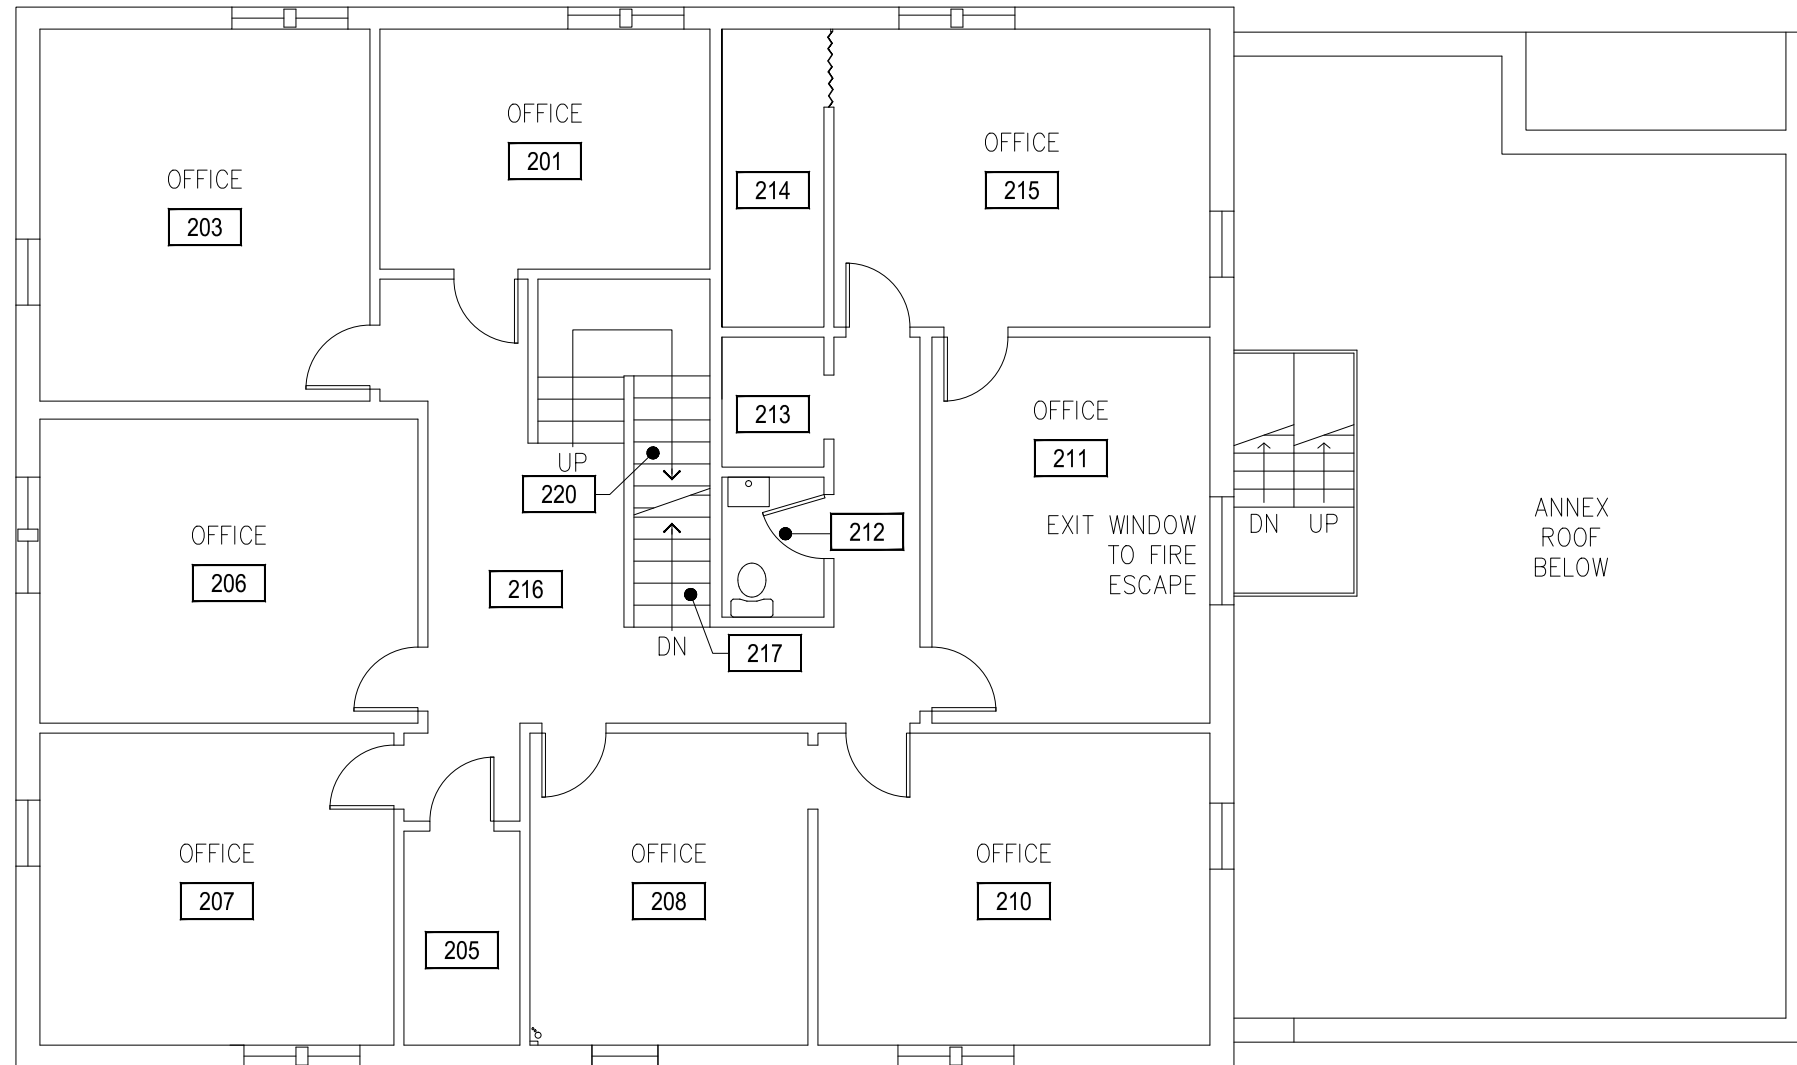 OFFICE
201
OFFICE
203
214
OFFICE
215
213
OFFICE
211
UP
220
212
EXIT WINDOW
TO FIRE
ESCAPE
DN UP
ANNEX
ROOF
BELOW
OFFICE
206
216
DN
217
OFFICE
207
205
OFFICE
208
OFFICE
210